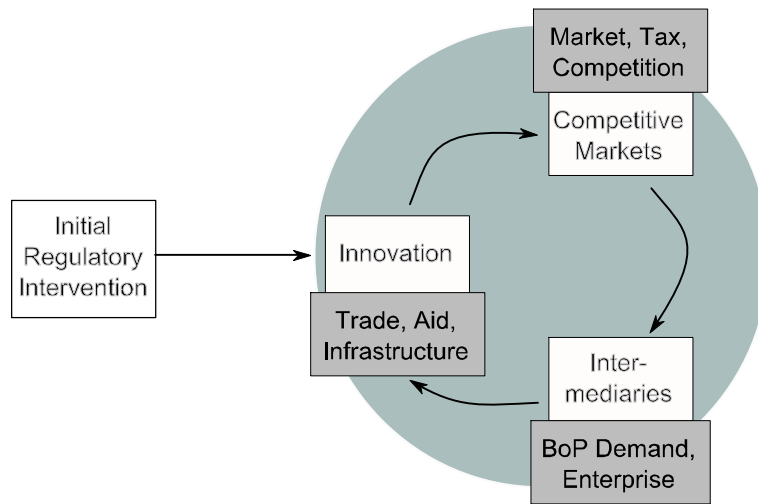 Market, Tax,
Competition
Competitive
Markets
Initial
Regulatory
Intervention
Innovation
Trade, Aid,
Infrastructure
Inter-
mediaries
BoP Demand,
Enterprise